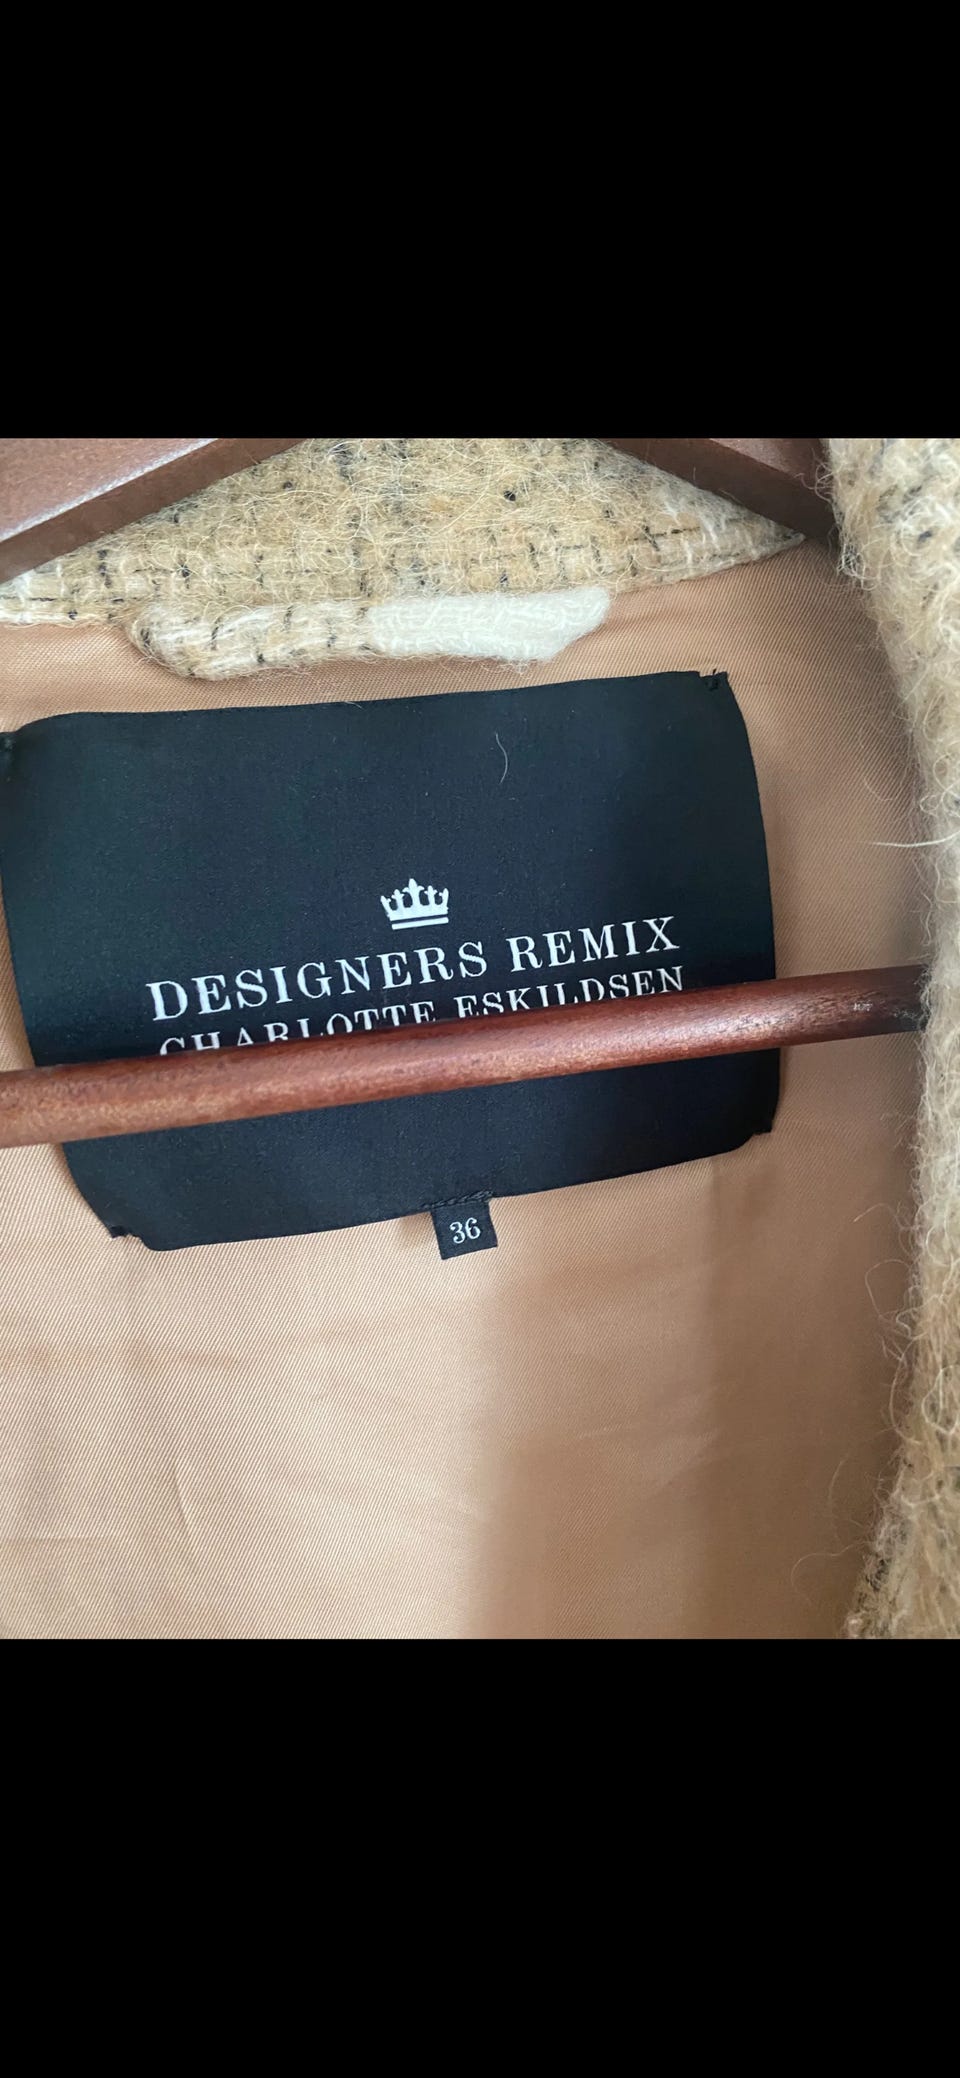 DESIGNERS REMIX
CHARLOTTE ESKILDSEN
36